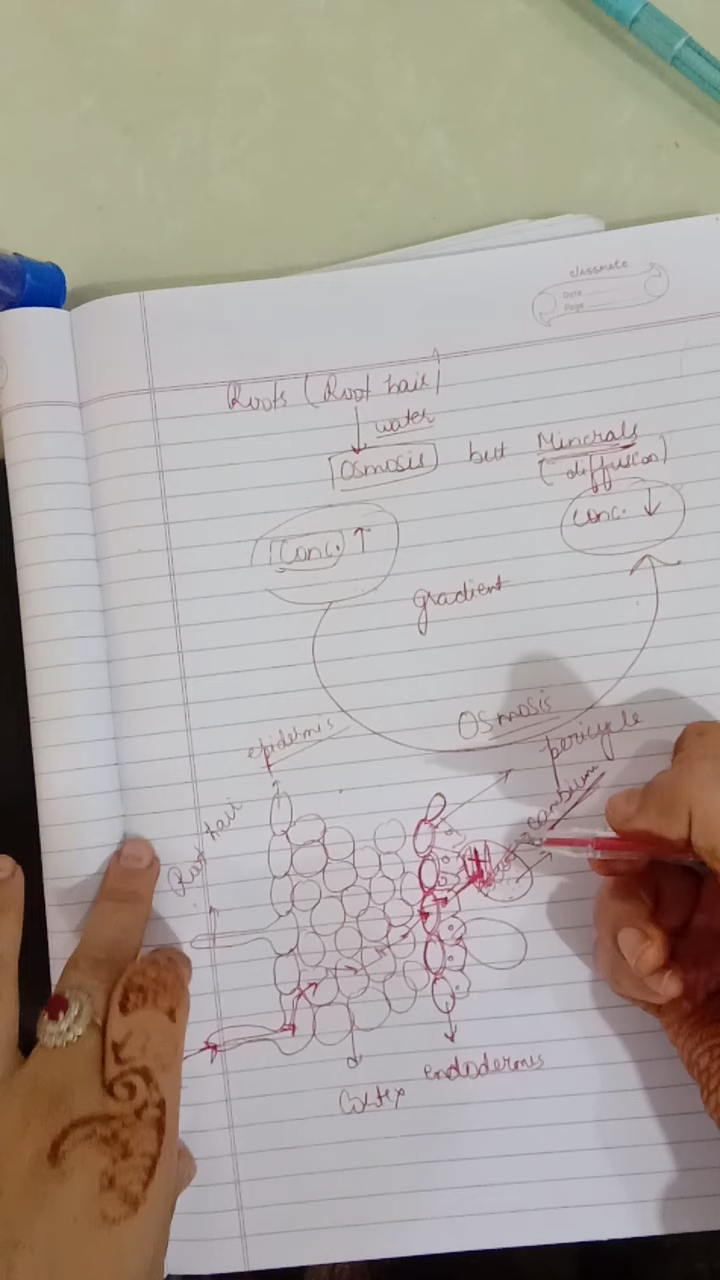 classmate
Date
Page
Roots (Root hair)
water
Osmosis but Minerals
(diffusion)
Conc. ↑
Conc. ↓
gradient
Osmosis
epidermis
pericycle
cambium
Root hair
endodermis
Cortex